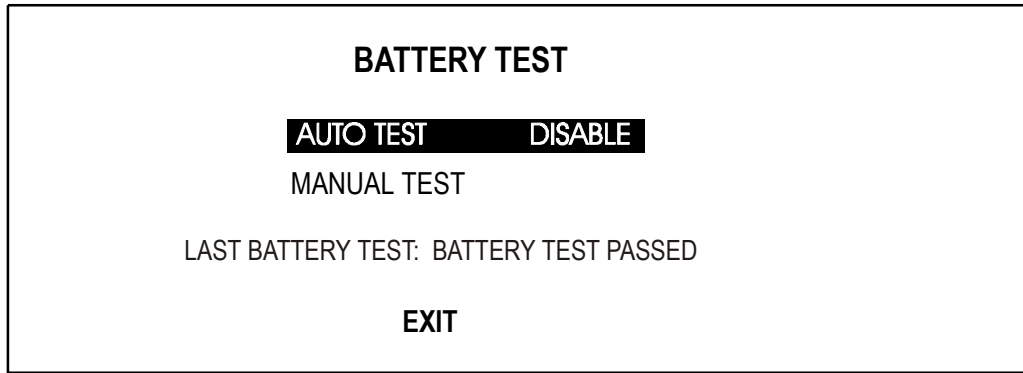 BATTERY TEST
AUTO TEST DISABLE
MANUAL TEST
LAST BATTERY TEST: BATTERY TEST PASSED
EXIT